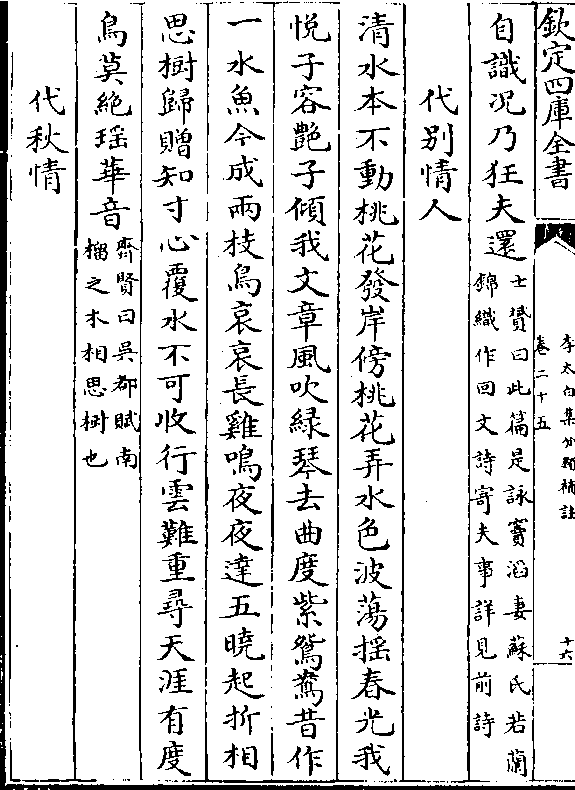 欽定四庫全書
李太白集分類補註
卷二十五
十六
自識况乃狂夫還
士贇曰此篇是詠竇滔妻蘇氏若蘭
錦織作回文詩寄夫事詳見前詩
代别情人
清水本不動桃花發岸傍桃花弄水色波蕩揺春光我
悦子容艶子傾我文章風吹緑琴去曲度紫鴛鴦昔作
一水魚今成兩枝鳥哀哀長雞鳴夜夜達五曉起折相
思樹歸贈知寸心覆水不可收行雲難重尋天涯有度
鳥莫絶瑶華音
齊賢曰吳都賦南
榴之木相思樹也
代秋情